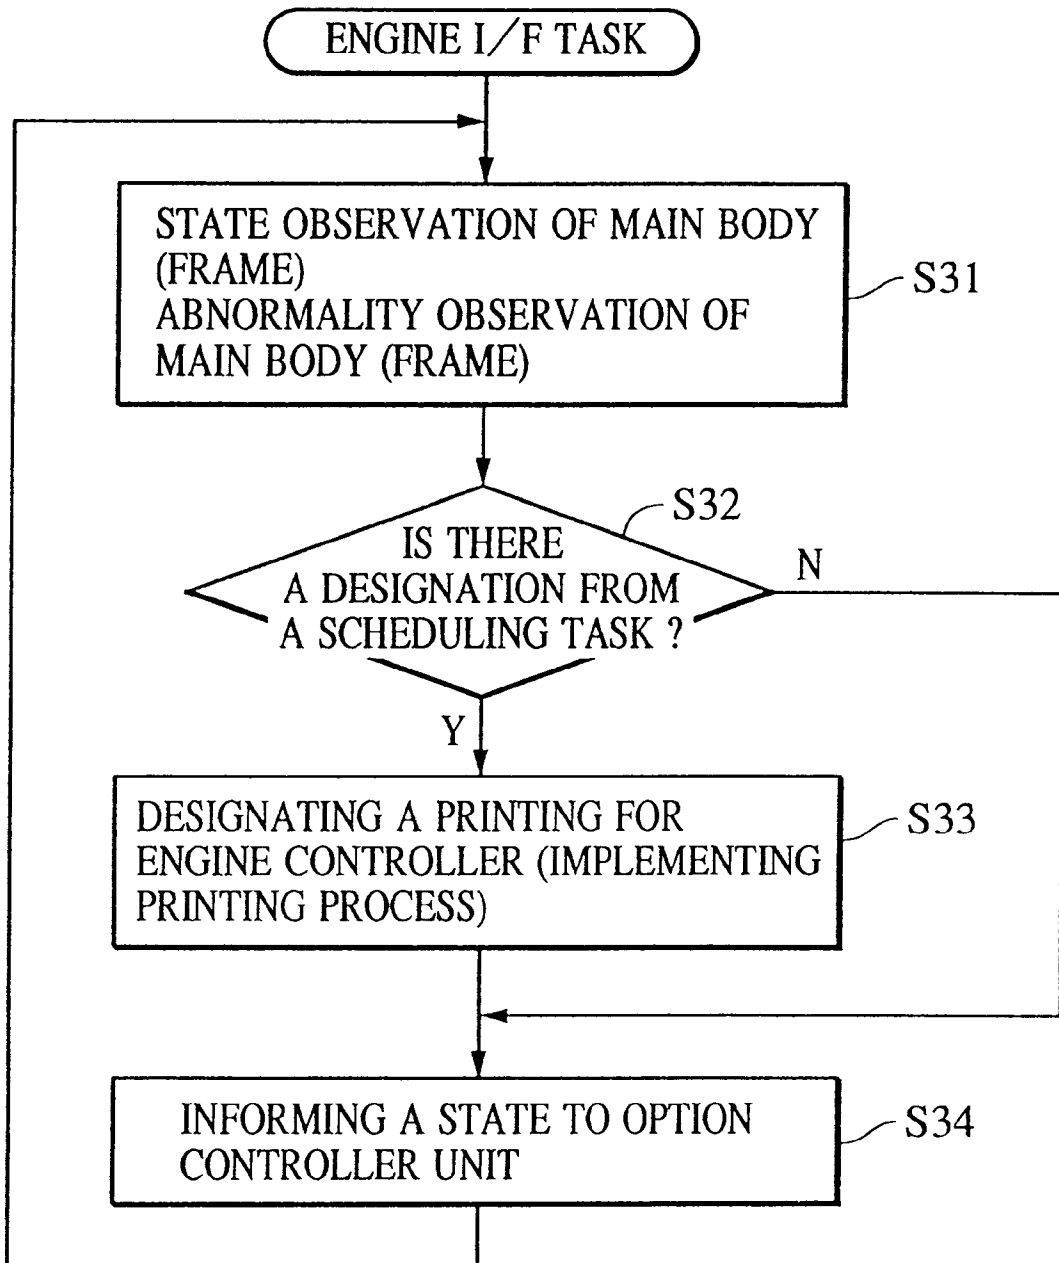 ENGINE I/F TASK
STATE OBSERVATION OF MAIN BODY
(FRAME)
ABNORMALITY OBSERVATION OF
MAIN BODY (FRAME)
S31
S32
IS THERE
A DESIGNATION FROM
A SCHEDULING TASK ?
N
Y
DESIGNATING A PRINTING FOR
ENGINE CONTROLLER (IMPLEMENTING
PRINTING PROCESS)
S33
INFORMING A STATE TO OPTION
CONTROLLER UNIT
S34